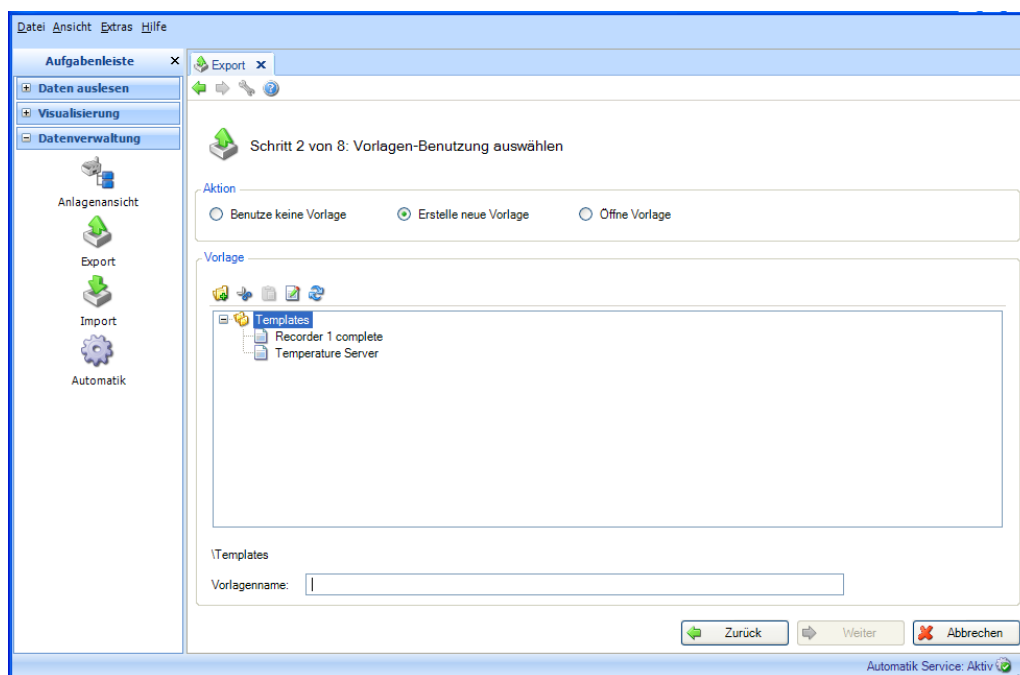 Datei Ansicht Extras Hilfe
Aufgabenleiste
Daten auslesen
Visualisierung
Datenverwaltung
Anlagenansicht
Export
Import
Automatik
Export
Schritt 2 von 8: Vorlagen-Benutzung auswählen
Aktion
Benutze keine Vorlage Erstelle neue Vorlage Öffne Vorlage
Vorlage
Templates
Recorder 1 complete
Temperature Server
\Templates
Vorlagenname:
Zurück Weiter Abbrechen
Automatik Service: Aktiv